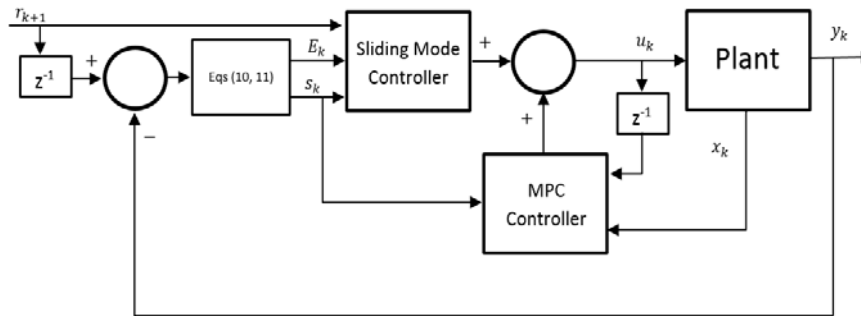 r_{k+1}
z⁻¹
+
−
Eqs (10, 11)
E_k
s_k
Sliding Mode
Controller
+
+
u_k
z⁻¹
MPC
Controller
Plant
x_k
y_k